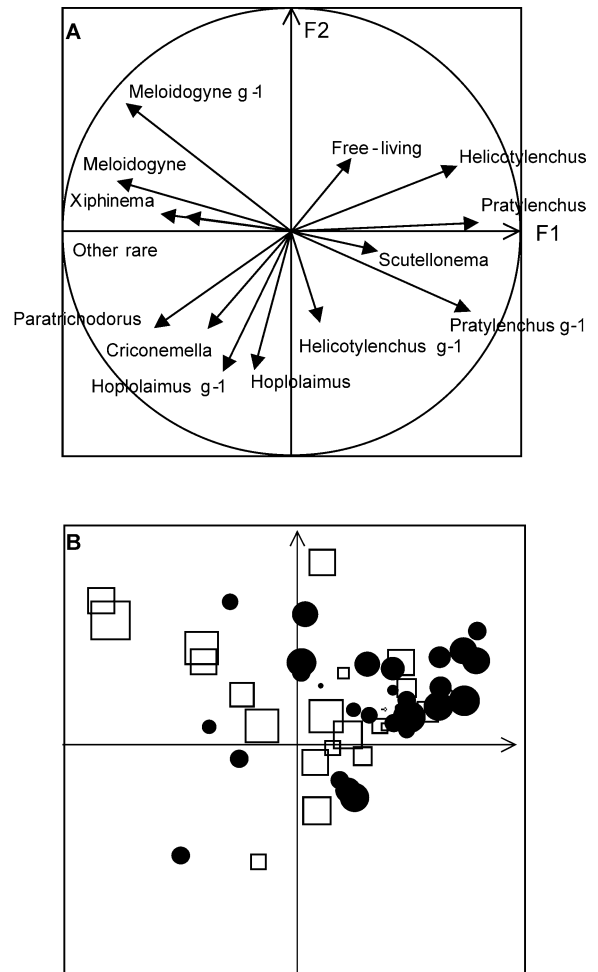 A
F2
Meloidogyne g-1
Free-living
Meloidogyne
Helicotylenchus
Xiphinema
Pratylenchus
F1
Other rare
Scutellonema
Paratrichodorus
Pratylenchus g-1
Criconemella
Helicotylenchus g-1
Hoplolaimus g-1
Hoplolaimus
B